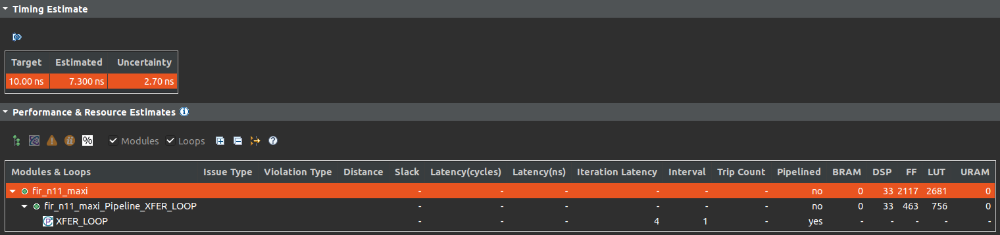 Timing Estimate
Target Estimated Uncertainty
10.00 ns 7.300 ns 2.70 ns
Performance & Resource Estimates
% Modules Loops
Modules & Loops Issue Type Violation Type Distance Slack Latency(cycles) Latency(ns) Iteration Latency Interval Trip Count Pipelined BRAM DSP FF LUT URAM
fir_n11_maxi - - - - - - no 0 33 2117 2681 0
fir_n11_maxi_Pipeline_XFER_LOOP - - - - - - no 0 33 463 756 0
XFER_LOOP - - - 4 1 - yes - - - - -